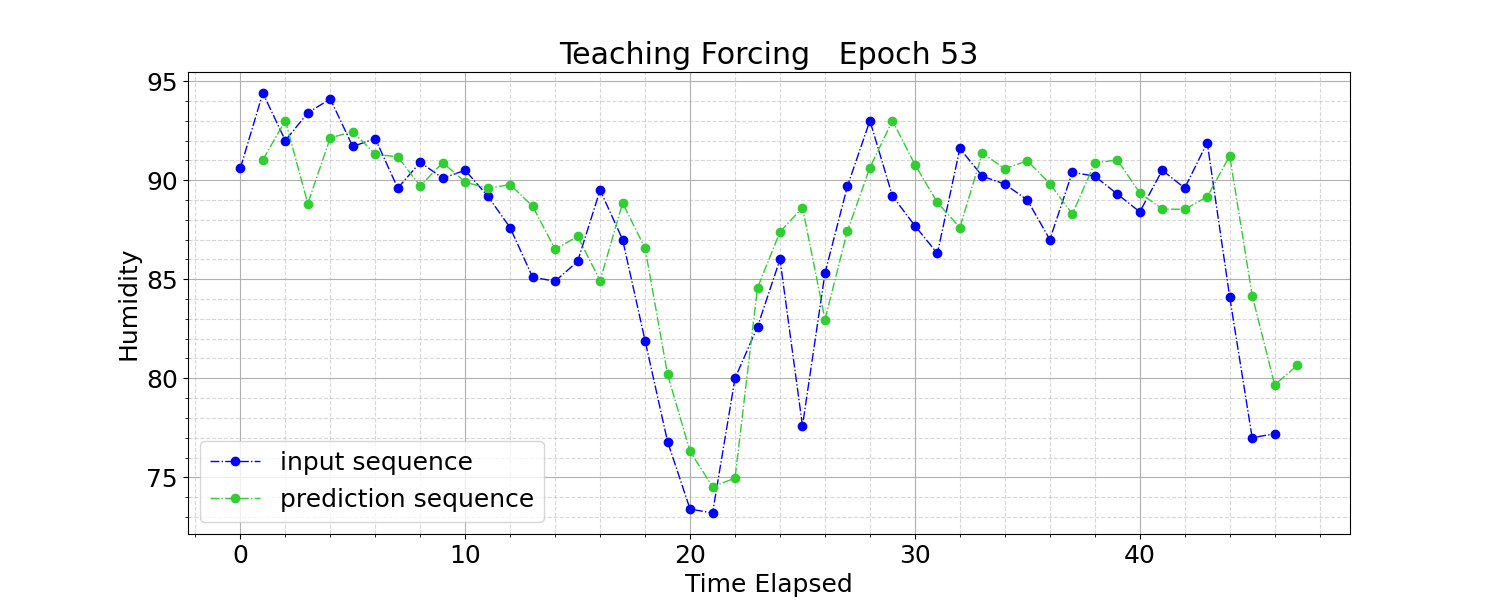 Teaching Forcing   Epoch 53
95
90
85
80
75
Humidity
input sequence
prediction sequence
0 10 20 30 40
Time Elapsed